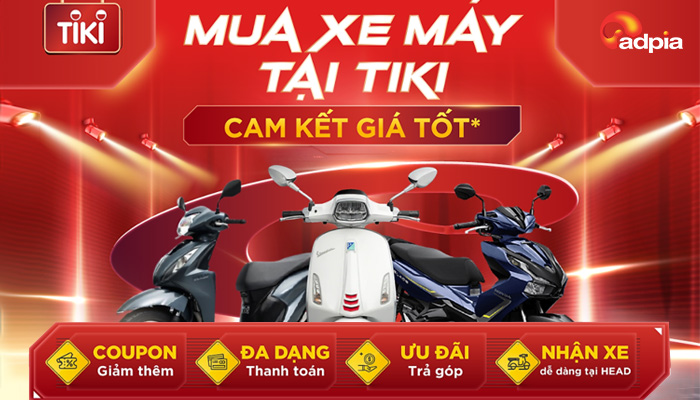 TIKI
adpia
MUA XE MÁY
TẠI TIKI
CAM KẾT GIÁ TỐT*
COUPON
Giảm thêm
ĐA DẠNG
Thanh toán
ƯU ĐÃI
Trả góp
NHẬN XE
dễ dàng tại HEAD